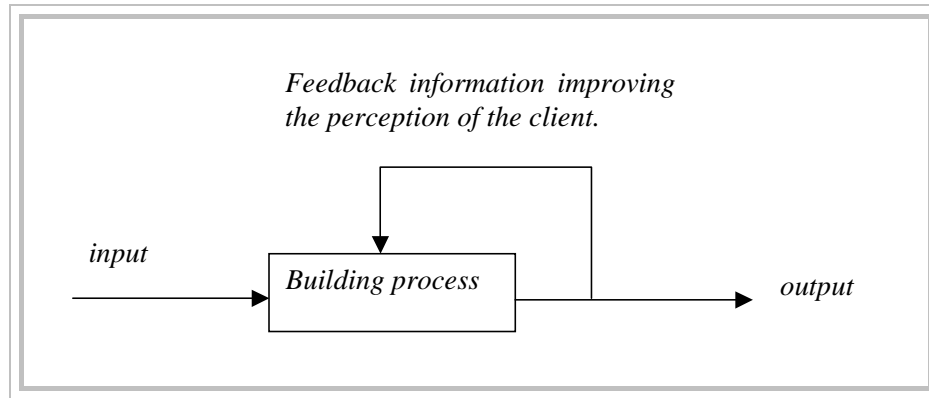 Feedback information improving
the perception of the client.
input
Building process
output